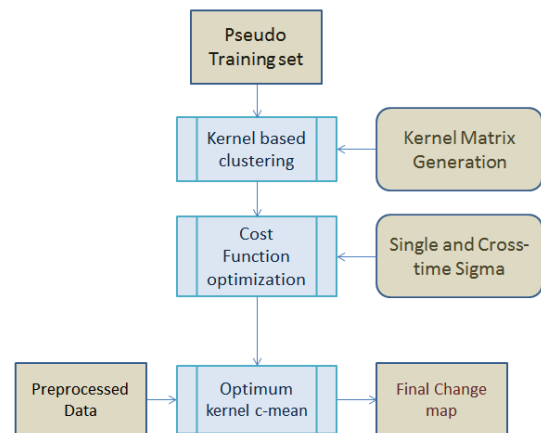 Pseudo
Training set
Kernel based
clustering
Kernel Matrix
Generation
Cost
Function
optimization
Single and Cross-
time Sigma
Preprocessed
Data
Optimum
kernel c-mean
Final Change
map